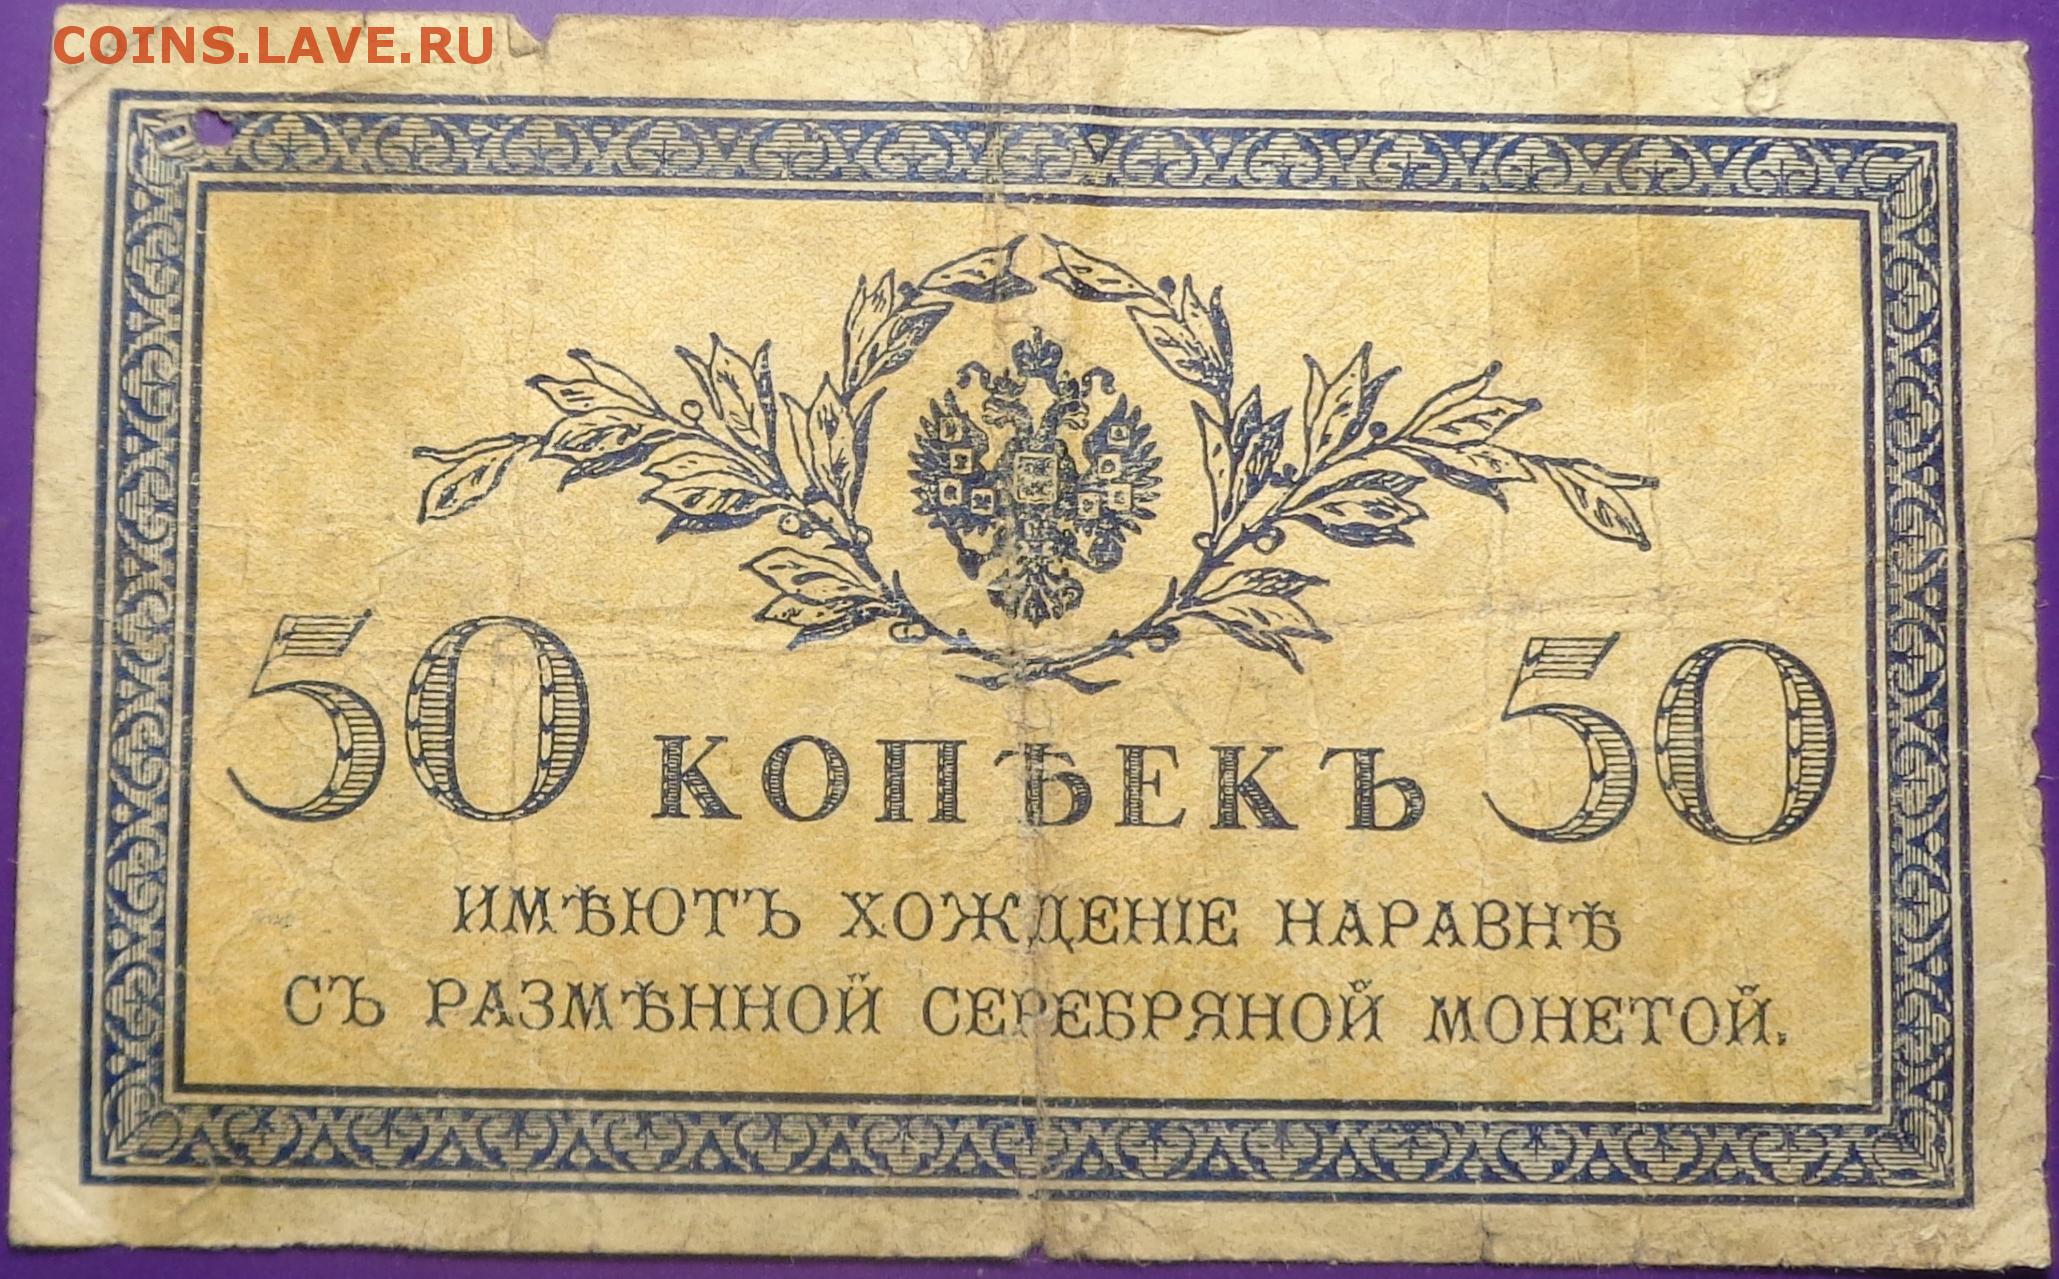 COINS.LAVE.RU
50 КОПѢЕКЪ 50
ИМѢЮТЪ ХОЖДЕНІЕ НАРАВНѢ
СЪ РАЗМѢННОЙ СЕРЕБРЯНОЙ МОНЕТОЙ.